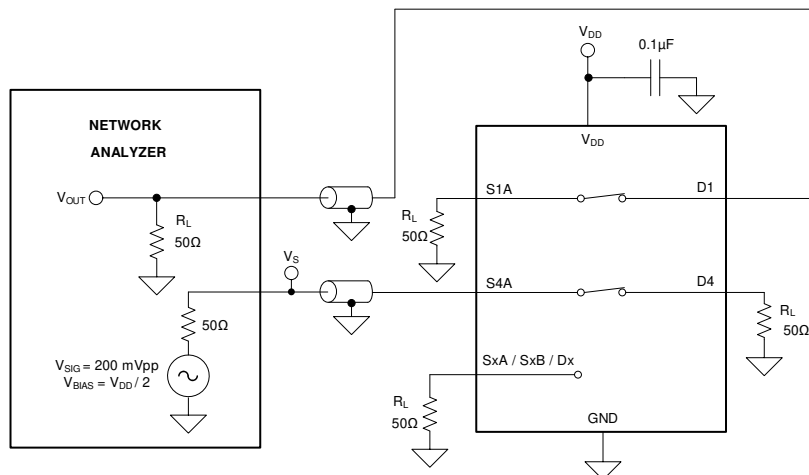 V_DD
0.1µF
NETWORK
ANALYZER
V_DD
V_OUT
S1A
D1
R_L
50Ω
R_L
50Ω
V_S
S4A
D4
50Ω
R_L
50Ω
V_SIG = 200 mVpp
V_BIAS = V_DD / 2
SxA / SxB / Dx
R_L
50Ω
GND